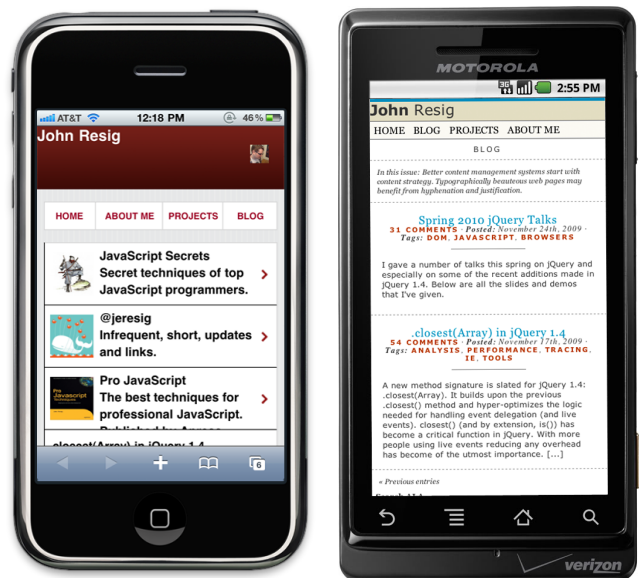 AT&T 12:18 PM 46%
John Resig
HOME ABOUT ME PROJECTS BLOG
JavaScript Secrets
Secret techniques of top
JavaScript programmers.
@jeresig
Infrequent, short, updates
and links.
Pro
JavaScript
Techniques
Pro JavaScript
The best techniques for
professional JavaScript.
.closest(Array) in jQuery 1.4
6
MOTOROLA
3G 2:55 PM
John Resig
HOME BLOG PROJECTS ABOUT ME
BLOG
In this issue: Better content management systems start with
content strategy. Typographically beauteous web pages may
benefit from hyphenation and justification.
Spring 2010 jQuery Talks
31 COMMENTS · Posted: November 24th, 2009 ·
Tags: DOM, JAVASCRIPT, BROWSERS
I gave a number of talks this spring on jQuery and
especially on some of the recent additions made in
jQuery 1.4. Below are all the slides and demos
that I've given.
.closest(Array) in jQuery 1.4
54 COMMENTS · Posted: November 17th, 2009 ·
Tags: ANALYSIS, PERFORMANCE, TRACING,
IE, TOOLS
A new method signature is slated for jQuery 1.4:
.closest(Array). It builds upon the previous
.closest() method and hyper-optimizes the logic
needed for handling event delegation (and live
events). closest() (and by extension, is()) has
become a critical function in jQuery. With more
people using live events reducing any overhead
has become of the utmost importance. [...]
« Previous entries
verizon